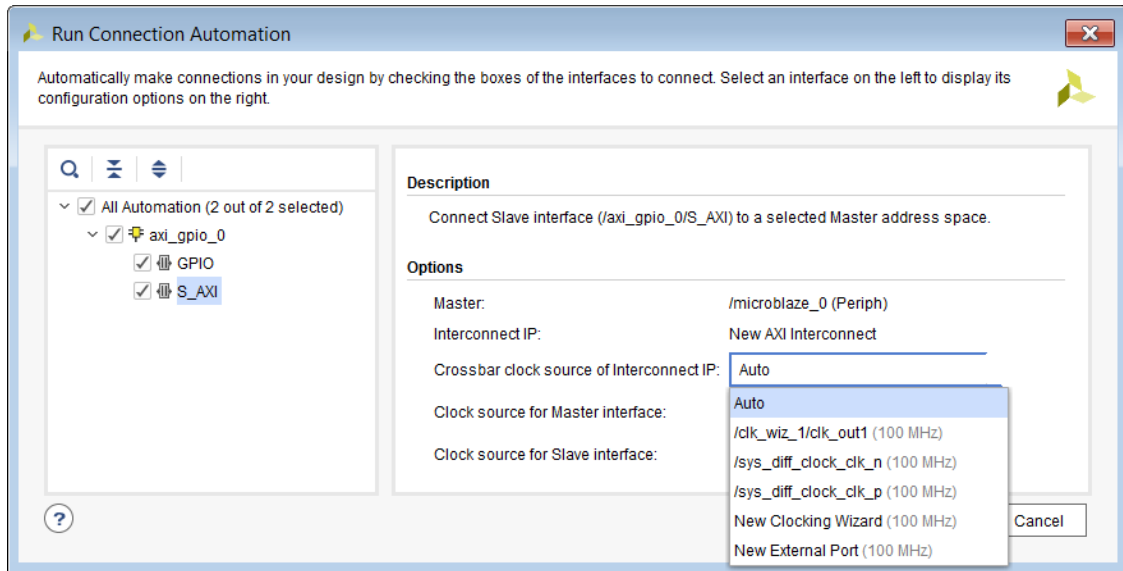 Run Connection Automation
Automatically make connections in your design by checking the boxes of the interfaces to connect. Select an interface on the left to display its
configuration options on the right.
All Automation (2 out of 2 selected)
axi_gpio_0
GPIO
S_AXI
Description
Connect Slave interface (/axi_gpio_0/S_AXI) to a selected Master address space.
Options
Master: /microblaze_0 (Periph)
Interconnect IP: New AXI Interconnect
Crossbar clock source of Interconnect IP: Auto
Clock source for Master interface:
Clock source for Slave interface:
Auto
/clk_wiz_1/clk_out1 (100 MHz)
/sys_diff_clock_clk_n (100 MHz)
/sys_diff_clock_clk_p (100 MHz)
New Clocking Wizard (100 MHz)
New External Port (100 MHz)
?
Cancel